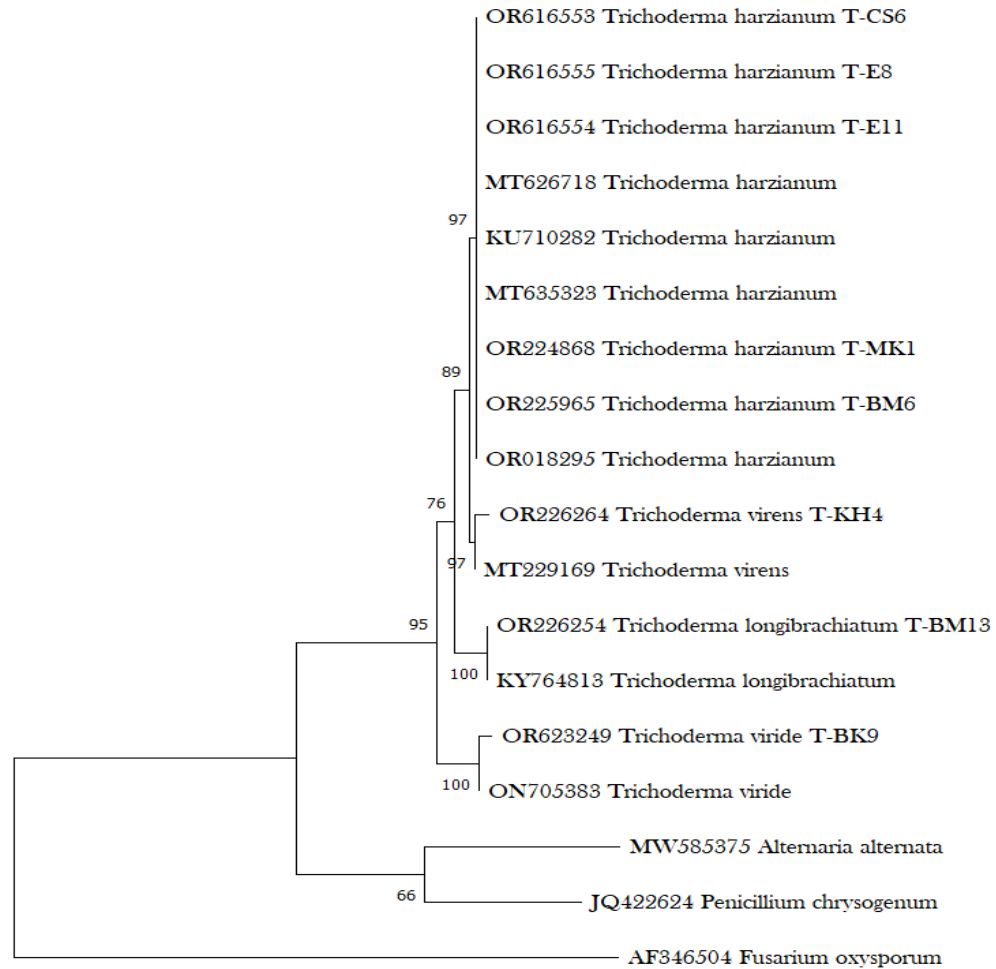 OR616553 Trichoderma harzianum T-CS6
OR616555 Trichoderma harzianum T-E8
OR616554 Trichoderma harzianum T-E11
MT626718 Trichoderma harzianum
97
KU710282 Trichoderma harzianum
MT635323 Trichoderma harzianum
OR224868 Trichoderma harzianum T-MK1
89
OR225965 Trichoderma harzianum T-BM6
OR018295 Trichoderma harzianum
76
OR226264 Trichoderma virens T-KH4
97
MT229169 Trichoderma virens
95
OR226254 Trichoderma longibrachiatum T-BM13
100
KY764813 Trichoderma longibrachiatum
OR623249 Trichoderma viride T-BK9
100
ON705383 Trichoderma viride
MW585375 Alternaria alternata
66
JQ422624 Penicillium chrysogenum
AF346504 Fusarium oxysporum